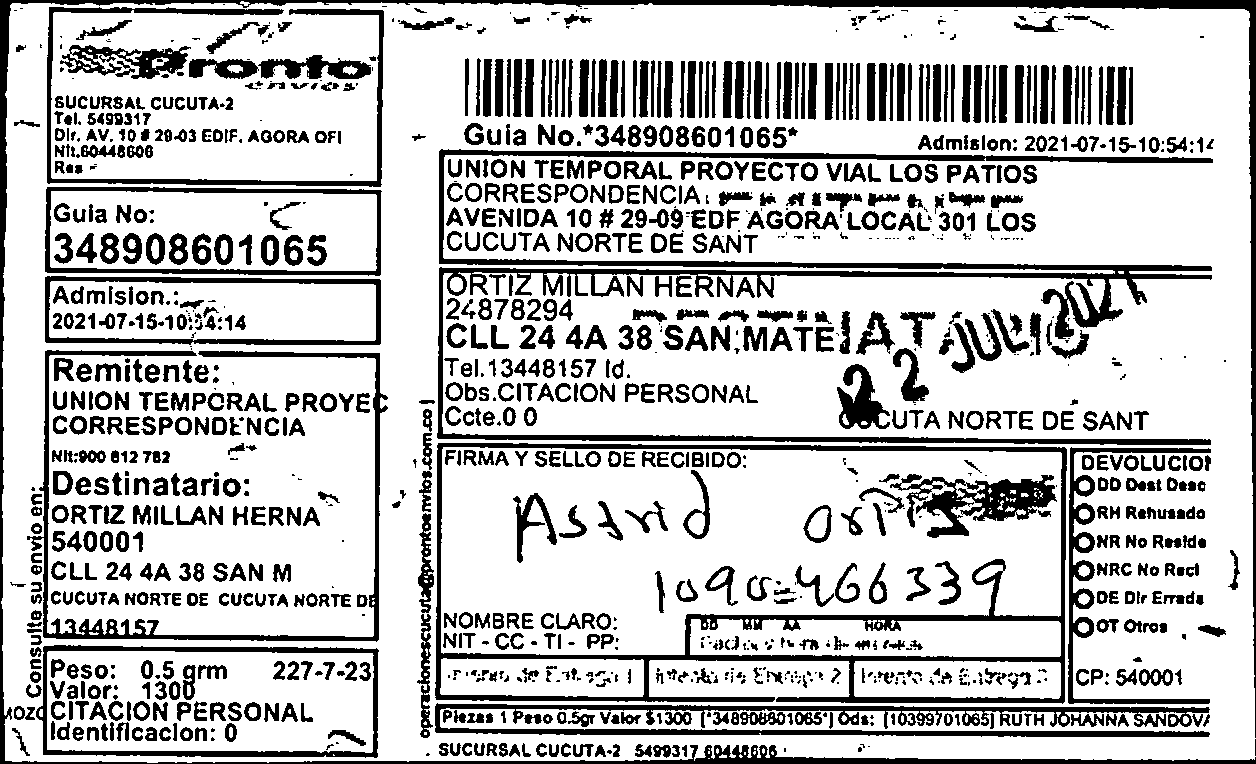 Pronto
envios
SUCURSAL CUCUTA-2
Tel. 5499317
Dir. AV. 10 # 29-03 EDIF. AGORA OFI
Nit.60448606
Res -
Guia No:
348908601065
Admision.:
2021-07-15-10:54:14
Remitente:
UNION TEMPORAL PROYEC
CORRESPONDENCIA
Nit:900 612 782
Destinatario:
ORTIZ MILLAN HERNA
540001
CLL 24 4A 38 SAN M
CUCUTA NORTE DE CUCUTA NORTE DE
13448157
Peso: 0.5 grm 227-7-23
Valor: 1300
CITACION PERSONAL
Identificacion: 0
Consulte su envio en:
Guia No.*348908601065*
Admision: 2021-07-15-10:54:14
UNION TEMPORAL PROYECTO VIAL LOS PATIOS
CORRESPONDENCIA
AVENIDA 10 # 29-09 EDF AGORA LOCAL 301 LOS
CUCUTA NORTE DE SANT
ORTIZ MILLAN HERNAN
24878294
CLL 24 4A 38 SAN MATE
Tel.13448157 Id.
Obs.CITACION PERSONAL
Ccte.0 0
22 JUL 2021
CUCUTA NORTE DE SANT
operacionescucuta@prontoenvios.com.co
FIRMA Y SELLO DE RECIBIDO:
Astrid Ortiz
1090466339
NOMBRE CLARO:
NIT - CC - TI - PP:
DD MM AA HORA
Intento de Entrega 1 Intento de Entrega 2 Intento de Entrega 3
DEVOLUCION
DD Dest Desc
RH Rehusado
NR No Reside
NRC No Recl
DE Dir Errada
OT Otros
CP: 540001
Piezas 1 Peso 0.5gr Valor $1300 [*348908601065*] Ods: [10399701065] RUTH JOHANNA SANDOVA
SUCURSAL CUCUTA-2 5499317 60448606